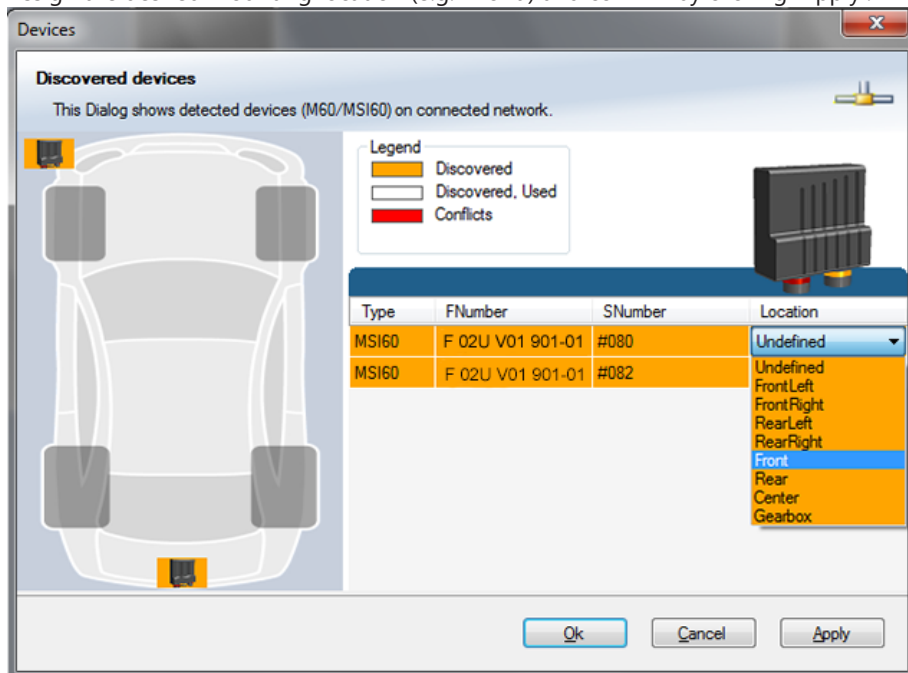 Devices
Discovered devices
This Dialog shows detected devices (M60/MSI60) on connected network.
Legend
Discovered
Discovered, Used
Conflicts
Type FNumber SNumber Location
MSI60 F 02U V01 901-01 #080 Undefined
MSI60 F 02U V01 901-01 #082
Undefined
FrontLeft
FrontRight
RearLeft
RearRight
Front
Rear
Center
Gearbox
Ok Cancel Apply